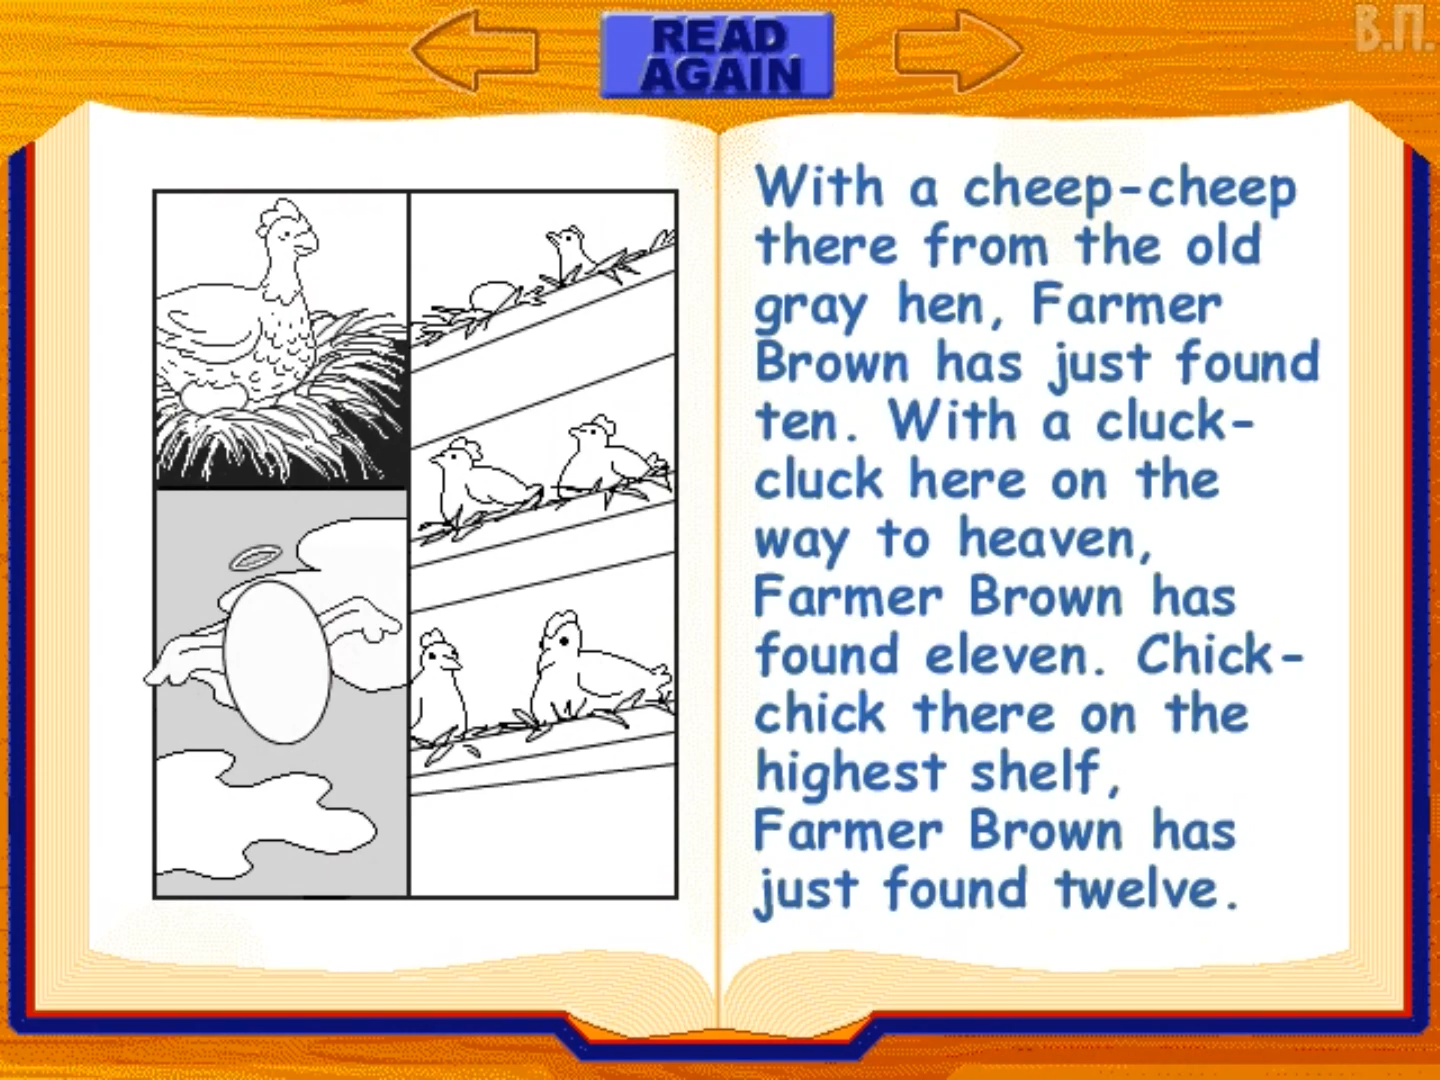 READ
AGAIN
В.П.
With a cheep-cheep
there from the old
gray hen, Farmer
Brown has just found
ten. With a cluck-
cluck here on the
way to heaven,
Farmer Brown has
found eleven. Chick-
chick there on the
highest shelf,
Farmer Brown has
just found twelve.